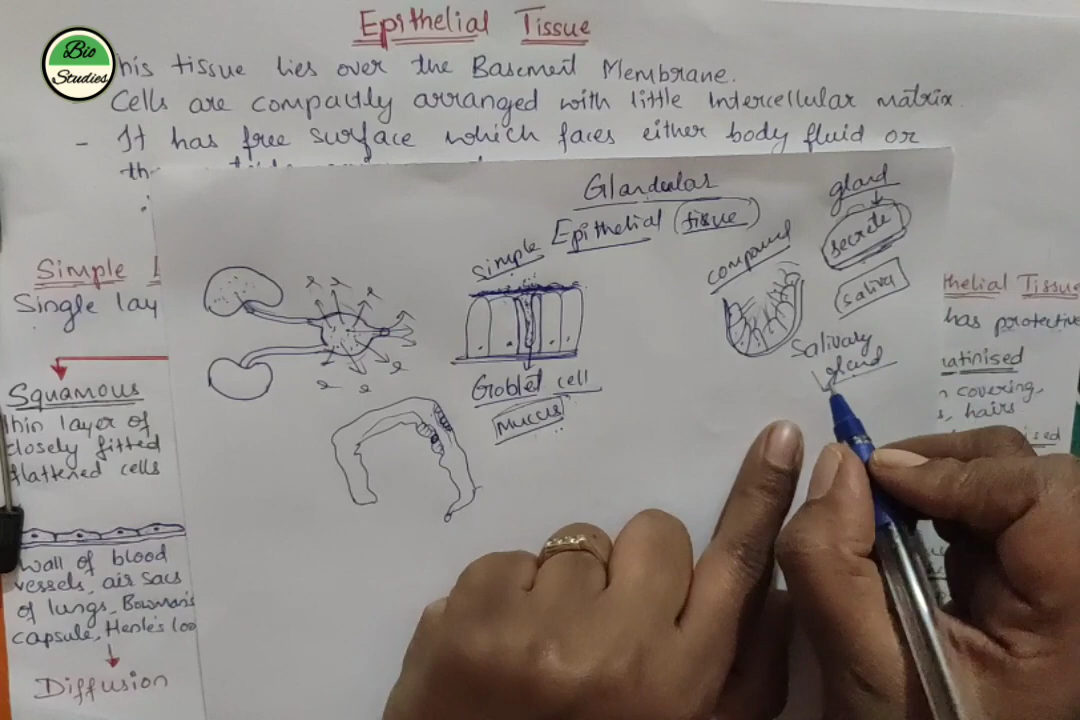 Epithelial Tissue
Bio
Studies
his tissue lies over the Basement Membrane.
Cells are compactly arranged with little Intercellular matrix.
- It has free surface which faces either body fluid or
Glandular
Epithelial tissue
gland
secrete
saliva
Simple
compound
Salivary
gland
Goblet cell
Mucus
Simple
Single lay
Squamous
thin layer of
closely fitted
flattened cells
wall of blood
vessels, air sacs
of lungs, Bowman's
capsule, Henle's loo
Diffusion
thelial Tissue
has protective
atinised
n covering,
s, hairs
ised